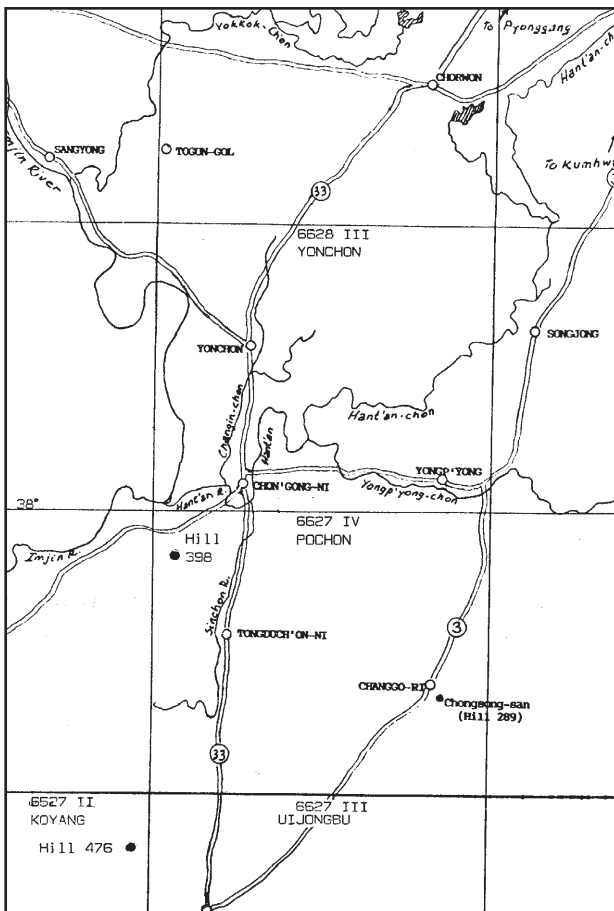 Yokkok-Chon
To Pyonggang
CHORWON
Hant'an-ch
SANGYONG
TOGUN-GOL
To Kumhw
River
33
6628 III
YONCHON
SONGJONG
YONCHON
Changin-chon
Hant'an
Hant'an-chon
YONGP'YONG
CHON'GONG-NI
Hant'an R.
Yongp'yong-chon
38°
6627 IV
POCHON
Imjin R.
Hill
398
Sinchon R.
TONGDUCH'ON-NI
3
CHANGGO-RI
Chongsong-san
(Hill 289)
33
6527 II
KOYANG
6627 III
UIJONGBU
Hill 476